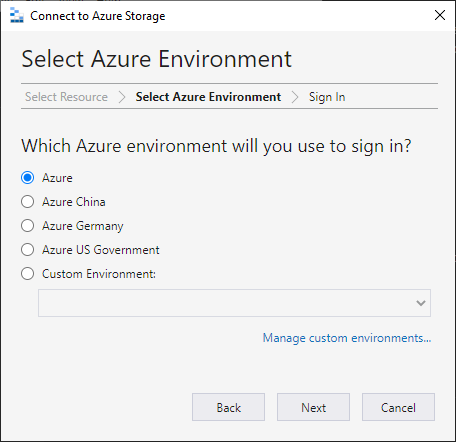 Connect to Azure Storage
Select Azure Environment
Select Resource > Select Azure Environment > Sign In
Which Azure environment will you use to sign in?
Azure
Azure China
Azure Germany
Azure US Government
Custom Environment:
Manage custom environments...
Back Next Cancel